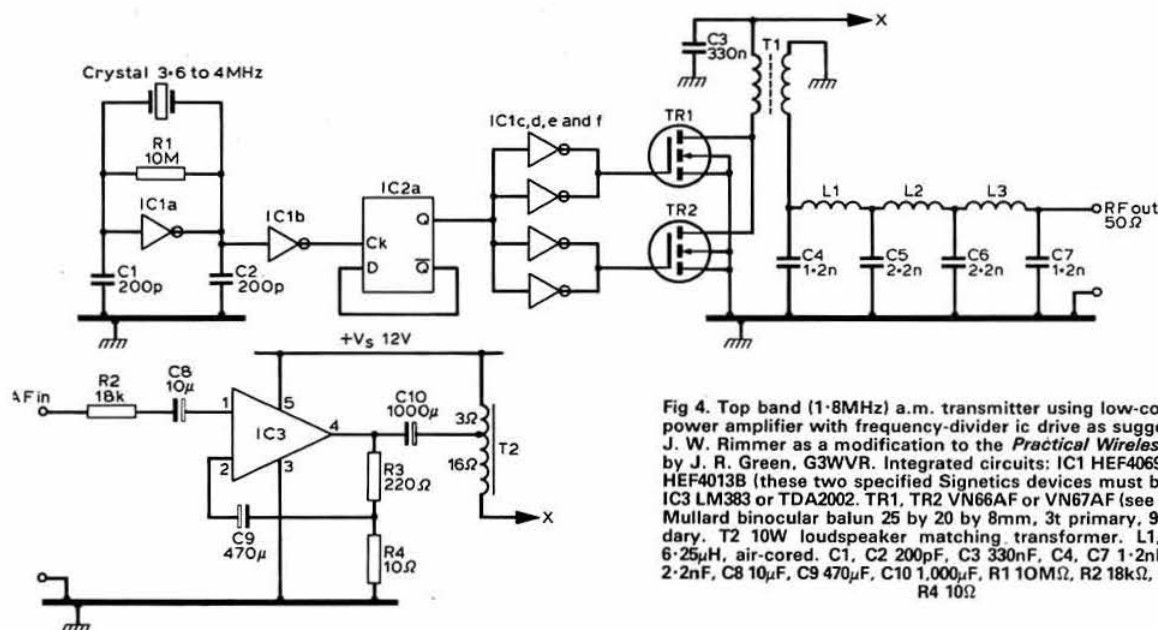 X
C3
330n
T1
Crystal 3·6 to 4MHz
R1
10M
IC1a
C1
200p
C2
200p
IC1b
IC2a
Ck
D
Q
Q̅
IC1c,d,e and f
TR1
TR2
L1
L2
L3
RF out
50Ω
C4
1·2n
C5
2·2n
C6
2·2n
C7
1·2n
+Vs 12V
AF in
R2
18k
C8
10µ
1
2
5
3
4
IC3
C10
1000µ
3Ω
16Ω
T2
R3
220Ω
C9
470µ
R4
10Ω
X
Fig 4. Top band (1·8MHz) a.m. transmitter using low-co
power amplifier with frequency-divider ic drive as sugge
J. W. Rimmer as a modification to the Practical Wireles
by J. R. Green, G3WVR. Integrated circuits: IC1 HEF4069
HEF4013B (these two specified Signetics devices must b
IC3 LM383 or TDA2002. TR1, TR2 VN66AF or VN67AF (see
Mullard binocular balun 25 by 20 by 8mm, 3t primary, 9
dary. T2 10W loudspeaker matching transformer. L1,
6·25µH, air-cored. C1, C2 200pF, C3 330nF, C4, C7 1·2n
2·2nF, C8 10µF, C9 470µF, C10 1,000µF, R1 10MΩ, R2 18kΩ,
R4 10Ω